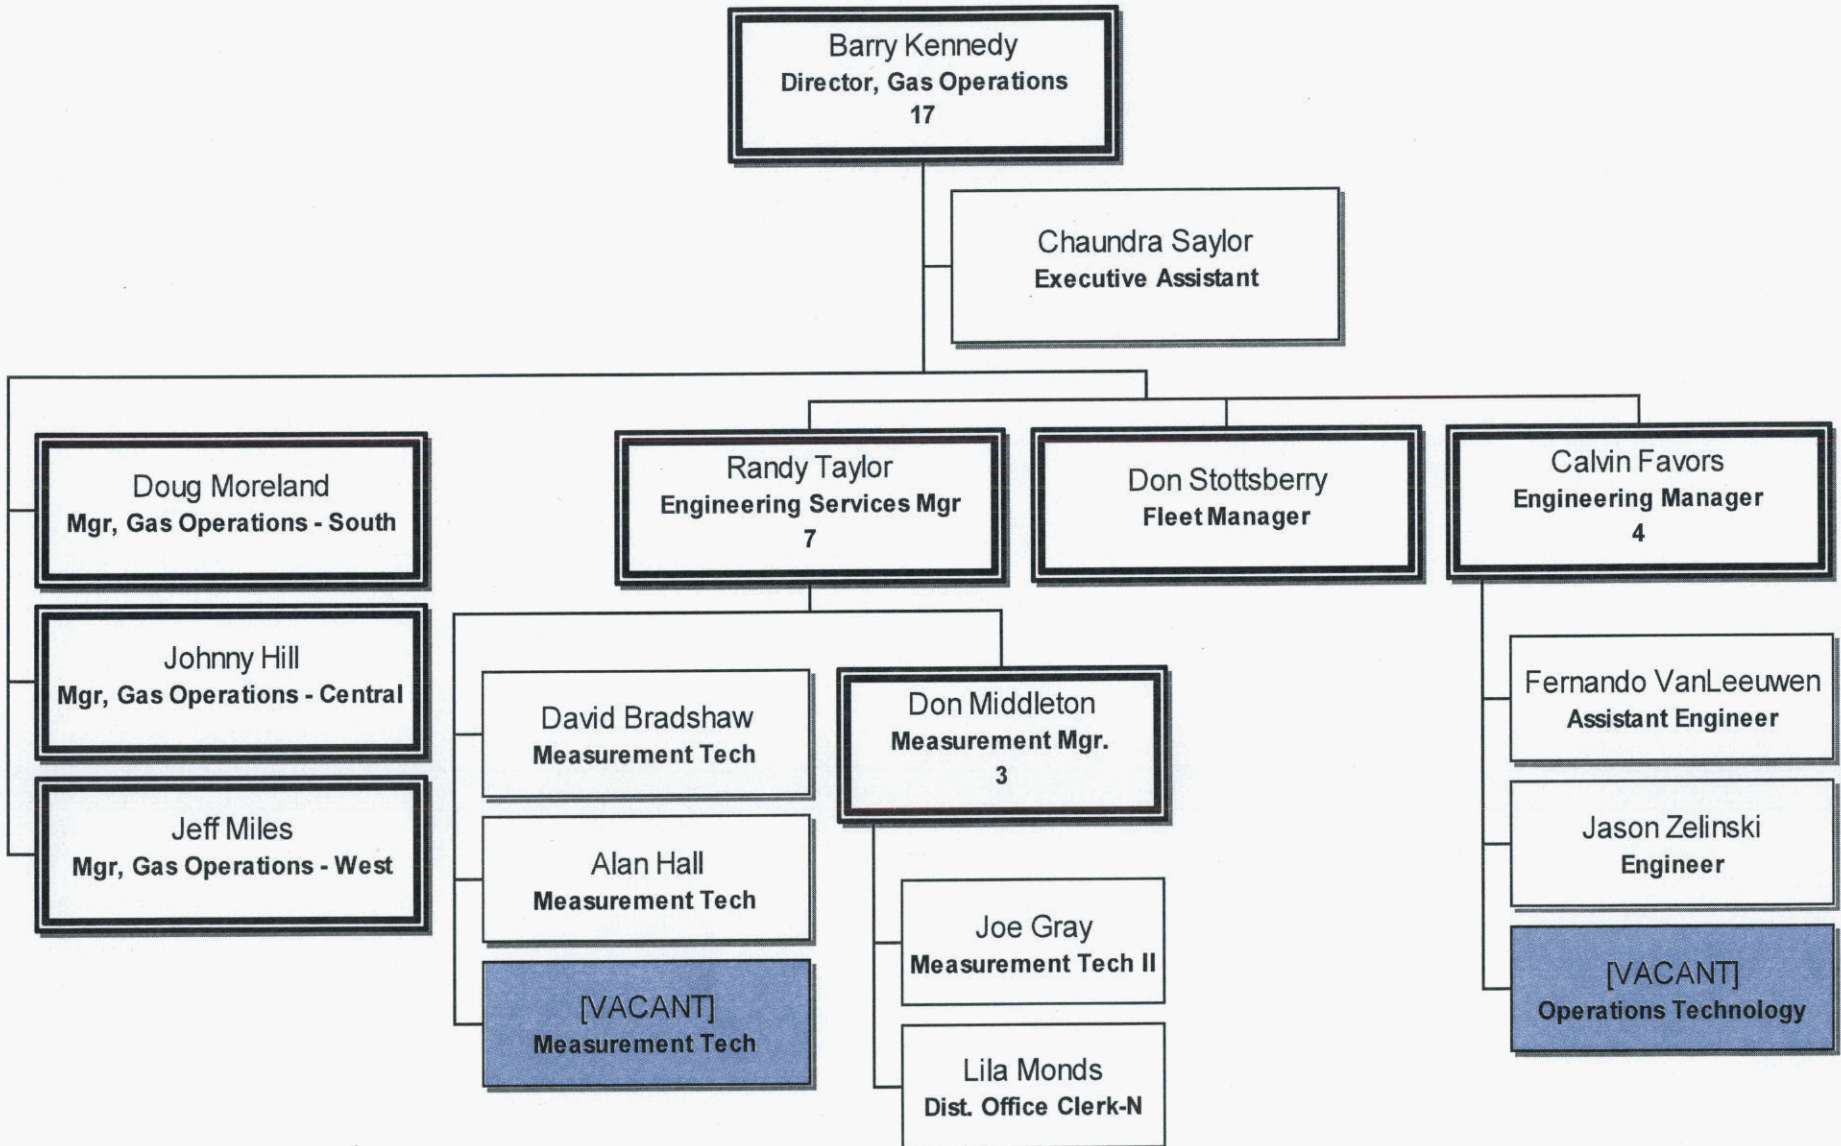 Barry Kennedy
Director, Gas Operations
17
Chaundra Saylor
Executive Assistant
Doug Moreland
Mgr, Gas Operations - South
Johnny Hill
Mgr, Gas Operations - Central
Jeff Miles
Mgr, Gas Operations - West
Randy Taylor
Engineering Services Mgr
7
David Bradshaw
Measurement Tech
Alan Hall
Measurement Tech
[VACANT]
Measurement Tech
Don Middleton
Measurement Mgr.
3
Joe Gray
Measurement Tech II
Lila Monds
Dist. Office Clerk-N
Don Stottsberry
Fleet Manager
Calvin Favors
Engineering Manager
4
Fernando VanLeeuwen
Assistant Engineer
Jason Zelinski
Engineer
[VACANT]
Operations Technology